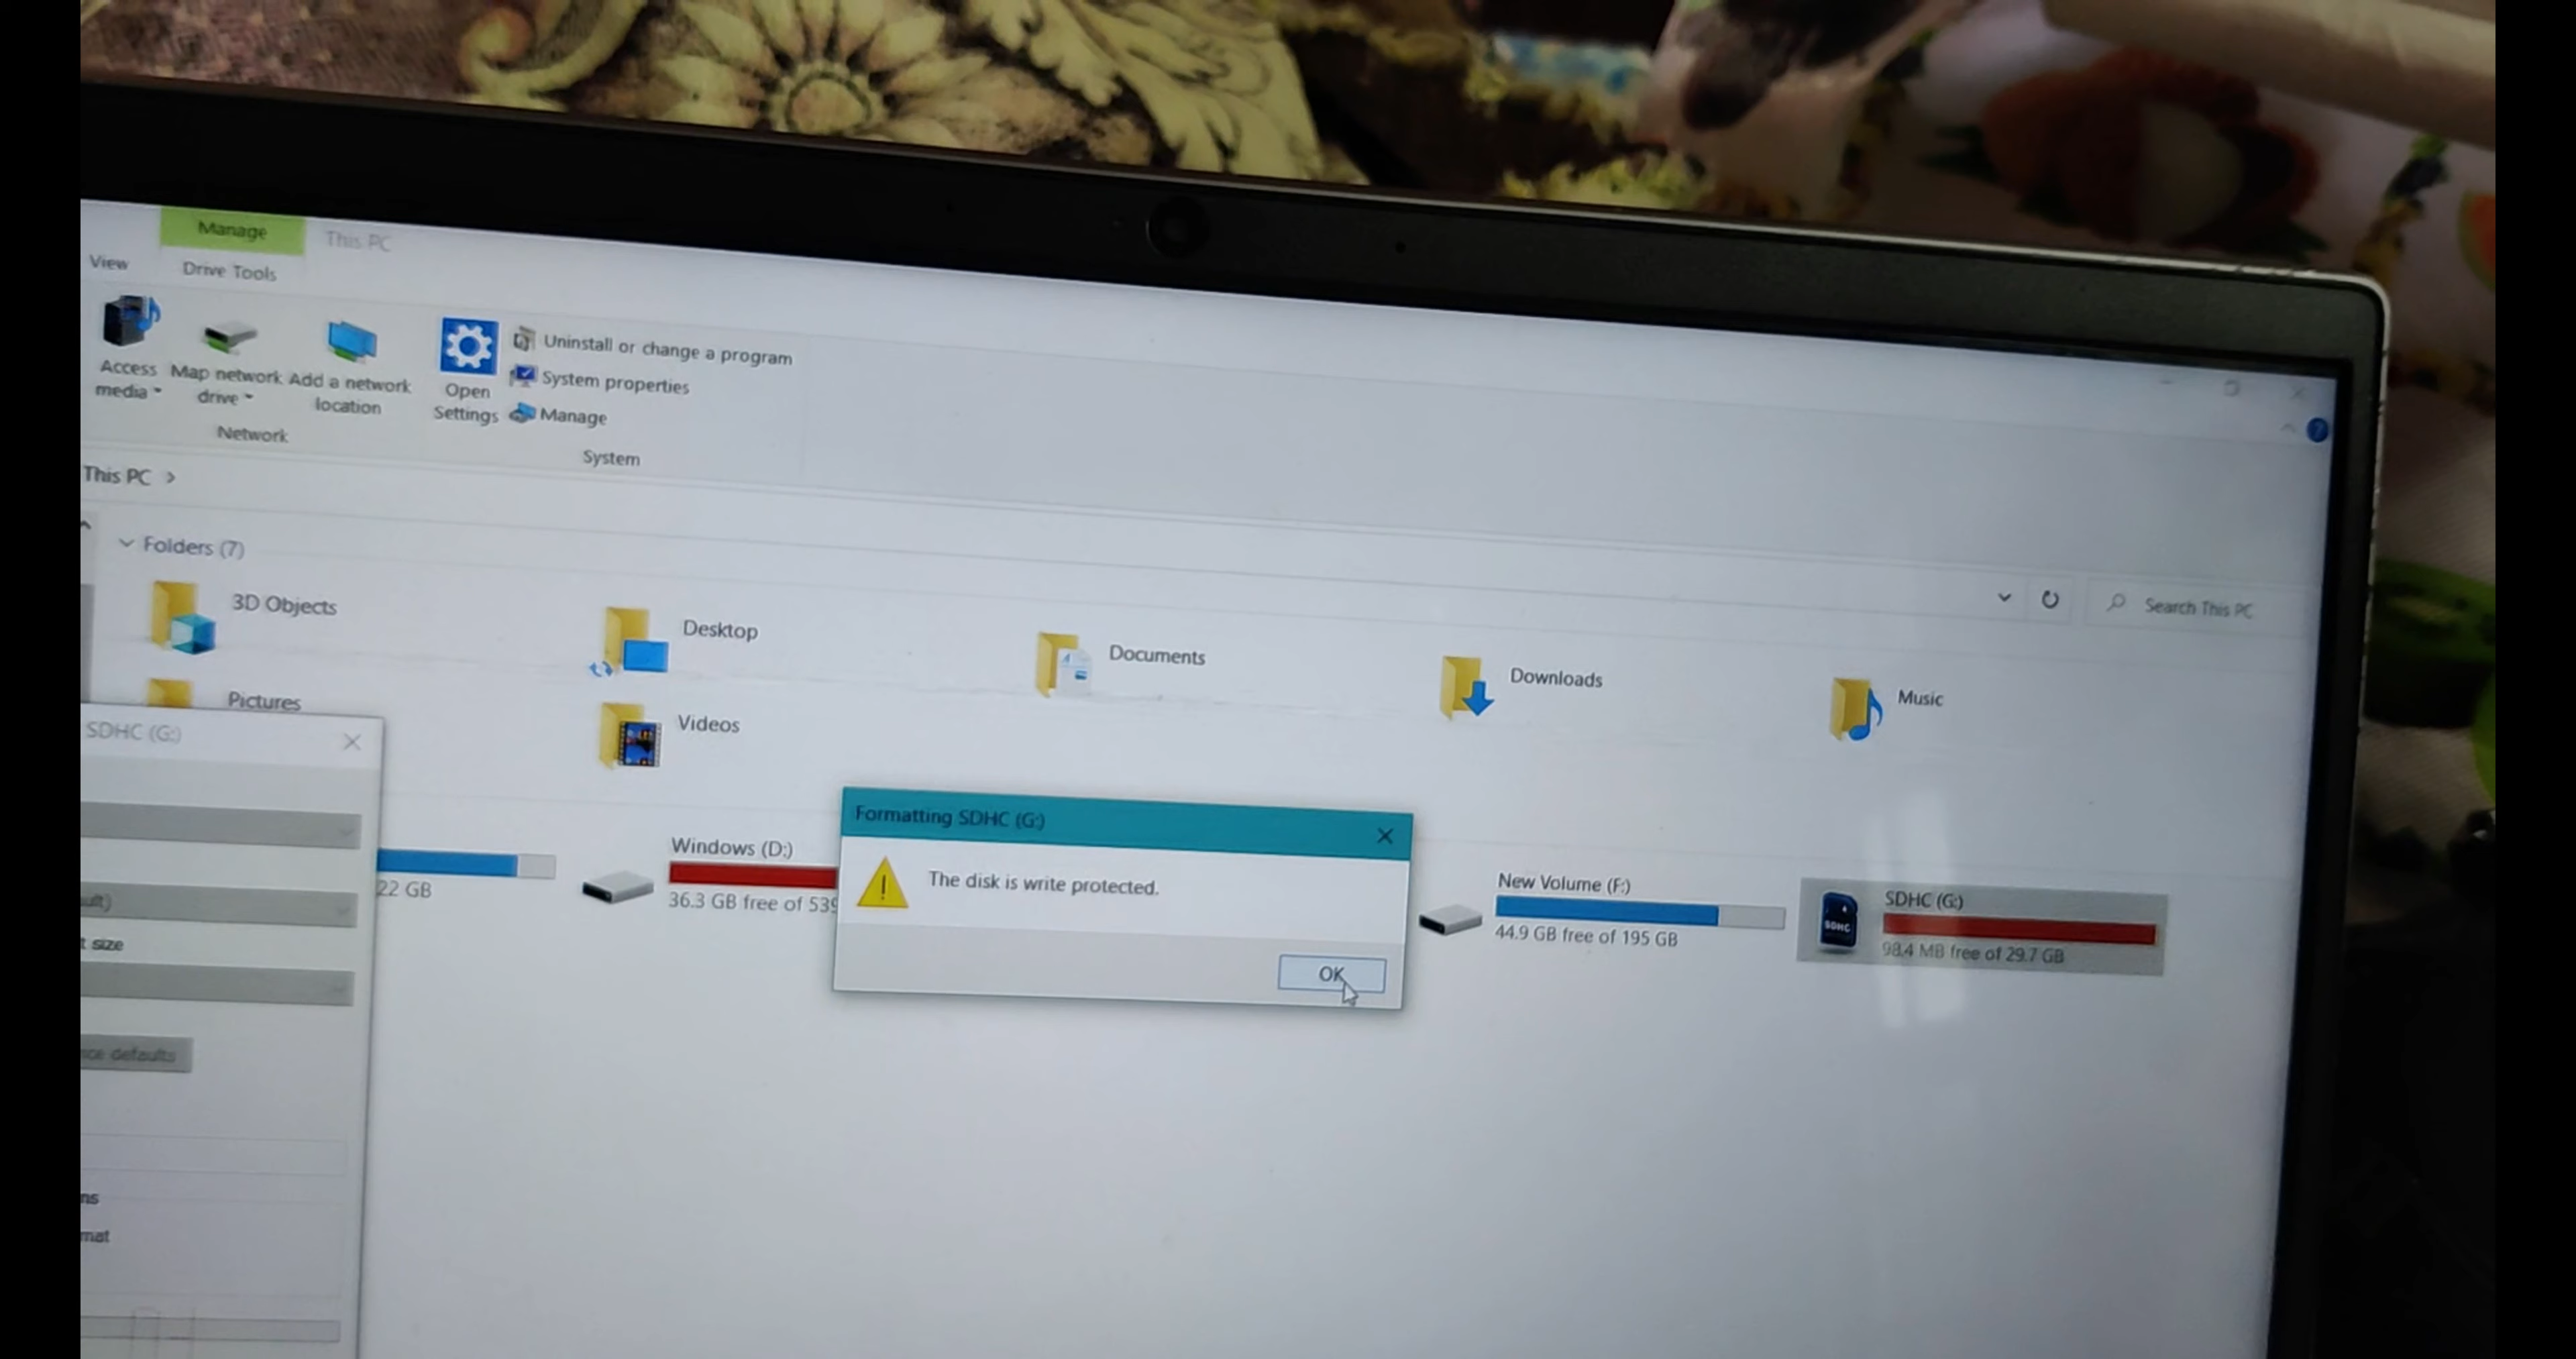 Manage
This PC
View
Drive Tools
Access
media
Map network
drive
Add a network
location
Open
Settings
Uninstall or change a program
System properties
Manage
Network
System
This PC >
Search This PC
Folders (7)
3D Objects
Desktop
Documents
Downloads
Music
Pictures
Videos
SDHC (G:)
22 GB
Windows (D:)
36.3 GB free of 539
Formatting SDHC (G:)
The disk is write protected.
OK
New Volume (F:)
44.9 GB free of 195 GB
SDHC
SDHC (G:)
98.4 MB free of 29.7 GB
size
defaults